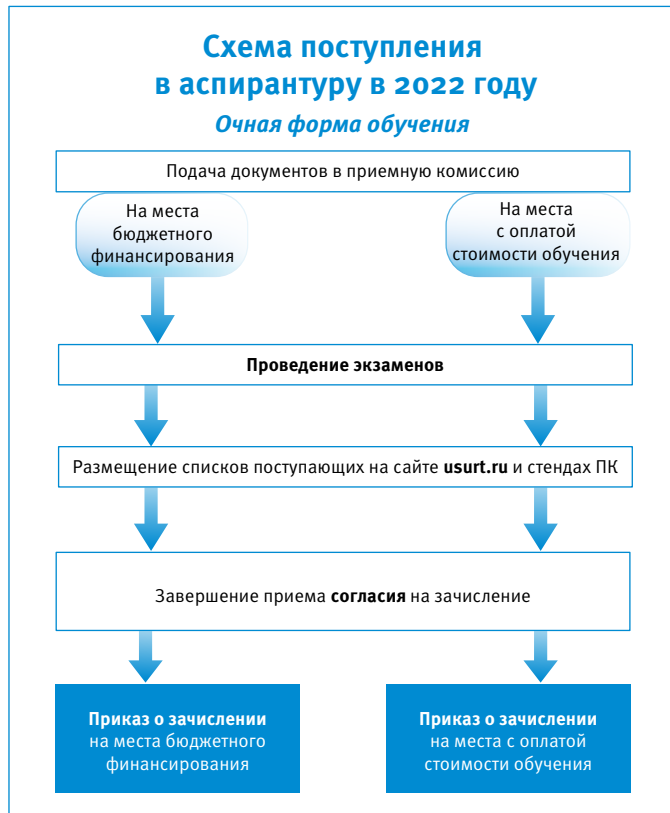 Схема поступления
в аспирантуру в 2022 году
Очная форма обучения
Подача документов в приемную комиссию
На места
бюджетного
финансирования
На места
с оплатой
стоимости обучения
Проведение экзаменов
Размещение списков поступающих на сайте usurt.ru и стендах ПК
Завершение приема согласия на зачисление
Приказ о зачислении
на места бюджетного
финансирования
Приказ о зачислении
на места с оплатой
стоимости обучения